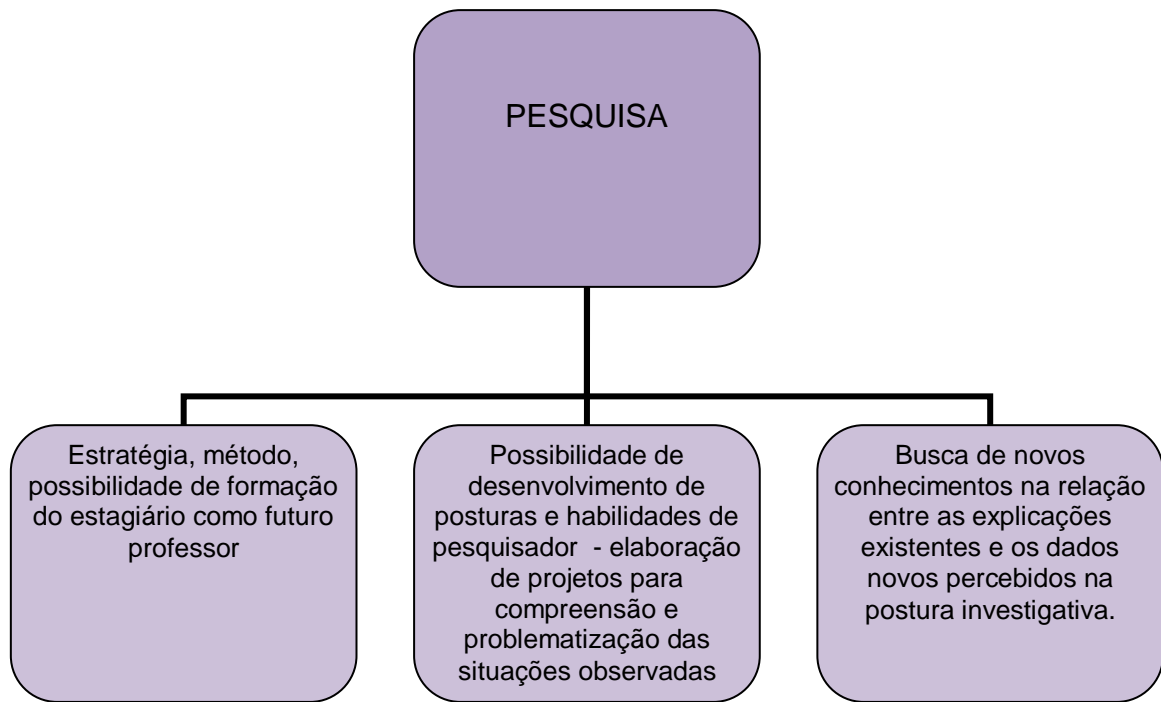 PESQUISA
Estratégia, método,
possibilidade de formação
do estagiário como futuro
professor
Possibilidade de
desenvolvimento de
posturas e habilidades de
pesquisador - elaboração
de projetos para
compreensão e
problematização das
situações observadas
Busca de novos
conhecimentos na relação
entre as explicações
existentes e os dados
novos percebidos na
postura investigativa.